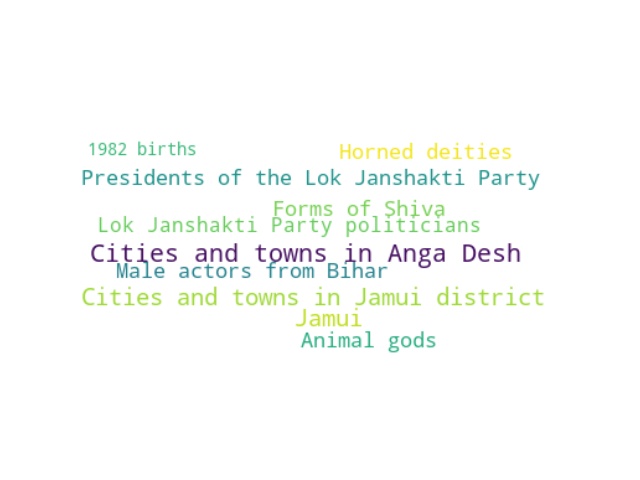 1982 births
Horned deities
Presidents of the Lok Janshakti Party
Forms of Shiva
Lok Janshakti Party politicians
Cities and towns in Anga Desh
Male actors from Bihar
Cities and towns in Jamui district
Jamui
Animal gods